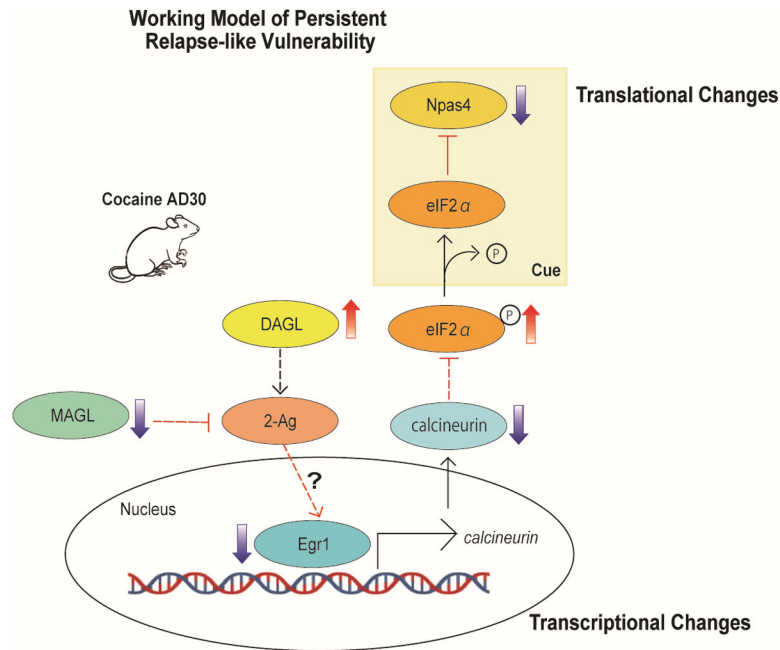 Working Model of Persistent
Relapse-like Vulnerability
Translational Changes
Npas4
eIF2α
P
Cue
Cocaine AD30
DAGL
eIF2α
P
MAGL
2-Ag
calcineurin
?
Nucleus
Egr1
calcineurin
Transcriptional Changes